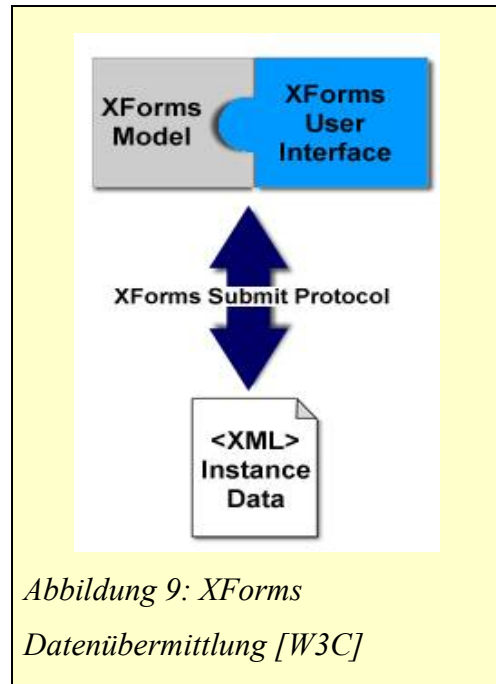 XForms
Model
XForms
User
Interface
XForms Submit Protocol
<XML>
Instance
Data
Abbildung 9: XForms
Datenübermittlung [W3C]